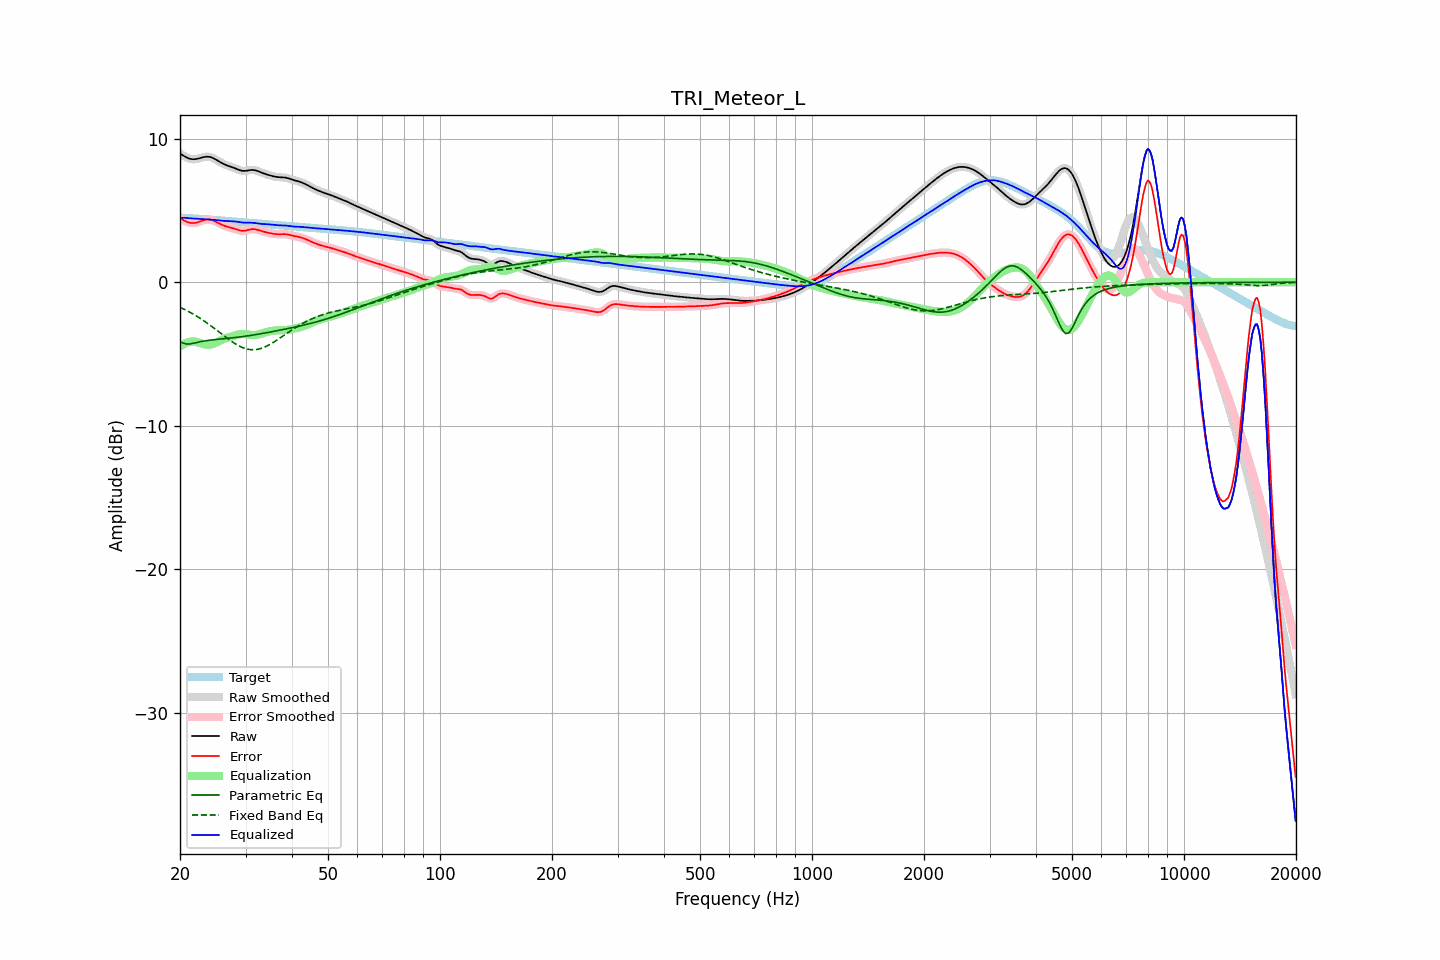 TRI_Meteor_L
Amplitude (dBr)
10
0
−10
−20
−30
Target
Raw Smoothed
Error Smoothed
Raw
Error
Equalization
Parametric Eq
Fixed Band Eq
Equalized
20 50 100 200 500 1000 2000 5000 10000 20000
Frequency (Hz)